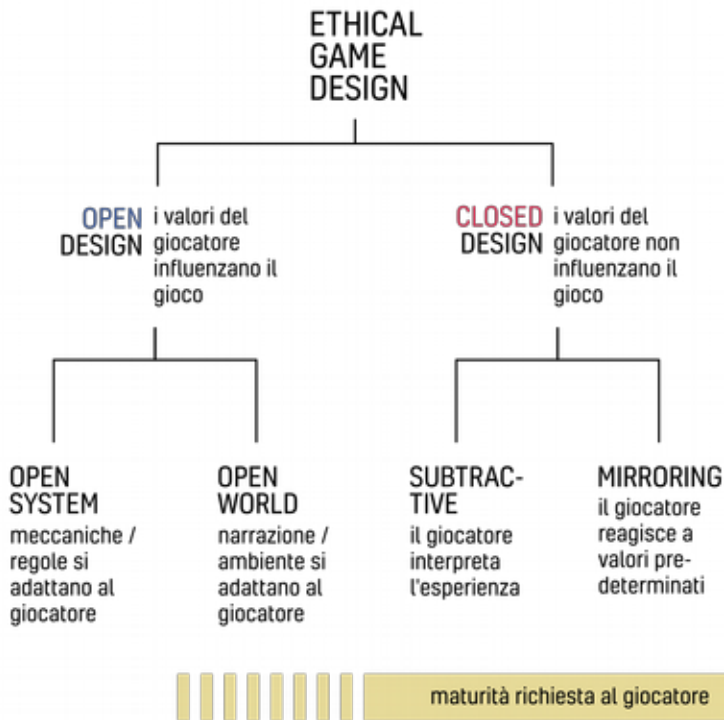 ETHICAL
GAME
DESIGN
OPEN
DESIGN
i valori del
giocatore
influenzano il
gioco
CLOSED
DESIGN
i valori del
giocatore non
influenzano il
gioco
OPEN
SYSTEM
meccaniche /
regole si
adattano al
giocatore
OPEN
WORLD
narrazione /
ambiente si
adattano al
giocatore
SUBTRAC-
TIVE
il giocatore
interpreta
l'esperienza
MIRRORING
il giocatore
reagisce a
valori pre-
determinati
maturità richiesta al giocatore